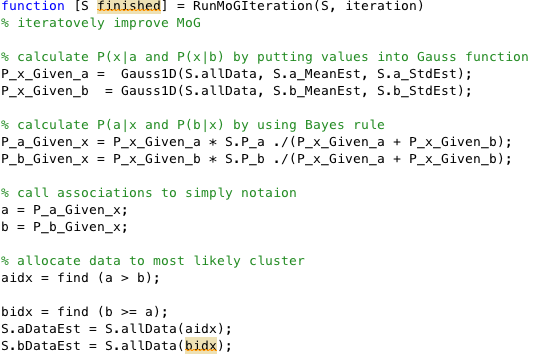 function [S finished] = RunMoGIteration(S, iteration)
% iteratovely improve MoG
% calculate P(x|a and P(x|b) by putting values into Gauss function
P_x_Given_a =  Gauss1D(S.allData, S.a_MeanEst, S.a_StdEst);
P_x_Given_b  = Gauss1D(S.allData, S.b_MeanEst, S.b_StdEst);
% calculate P(a|x and P(b|x) by using Bayes rule
P_a_Given_x = P_x_Given_a * S.P_a ./(P_x_Given_a + P_x_Given_b);
P_b_Given_x = P_x_Given_b * S.P_b ./(P_x_Given_a + P_x_Given_b);
% call associations to simply notaion
a = P_a_Given_x;
b = P_b_Given_x;
% allocate data to most likely cluster
aidx = find (a > b);
bidx = find (b >= a);
S.aDataEst = S.allData(aidx);
S.bDataEst = S.allData(bidx);